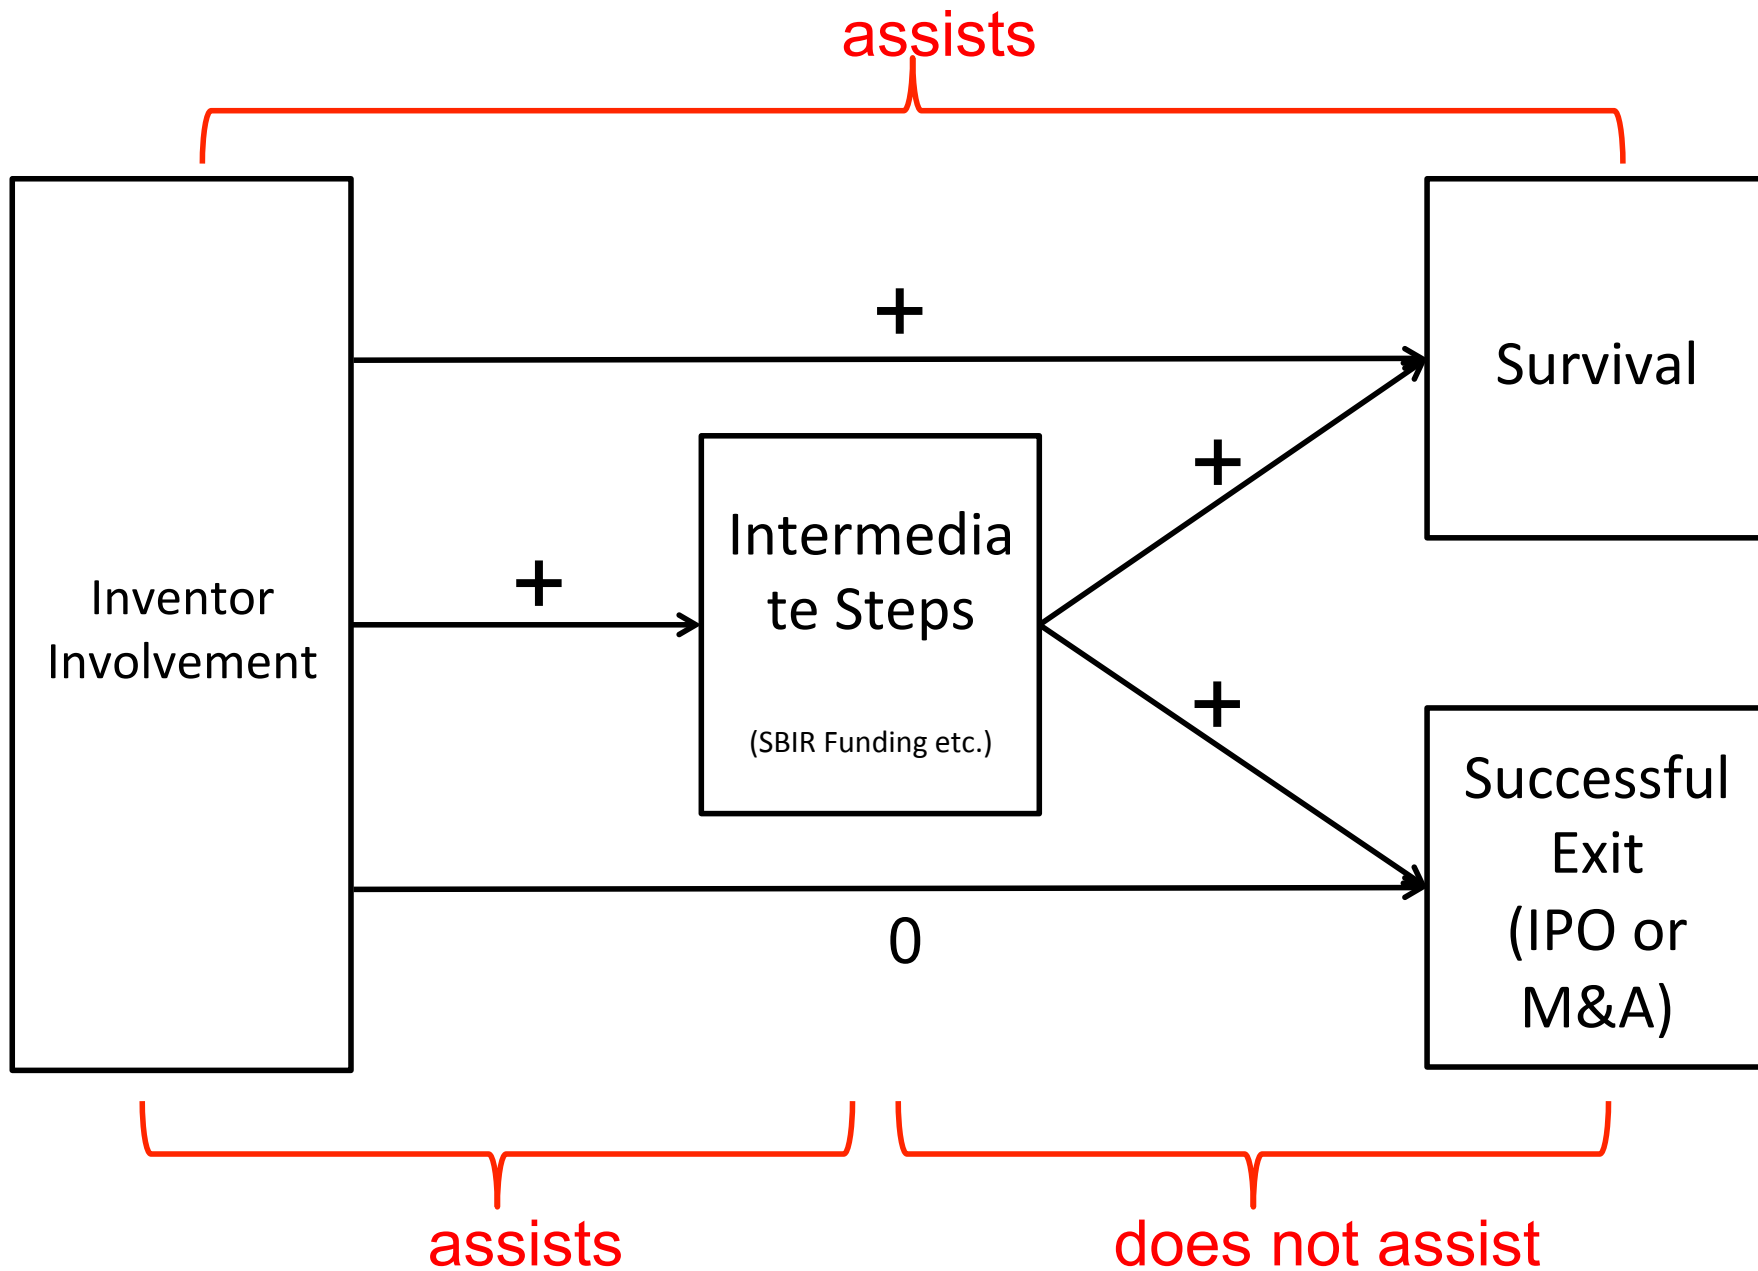 assists
+
Survival
+
Intermedia
te Steps
(SBIR Funding etc.)
+
Inventor
Involvement
+
Successful
Exit
(IPO or
M&A)
0
assists
does not assist